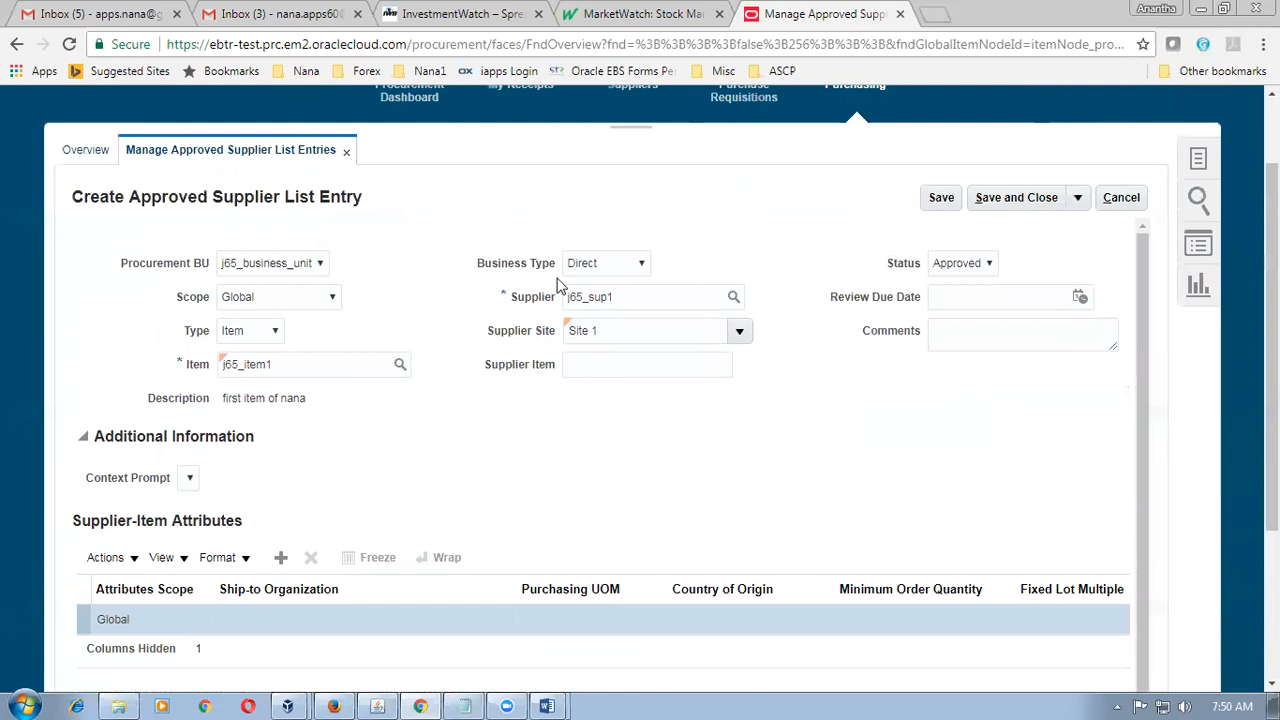 Inbox (5) - apps.nana@g
Inbox (3) - nana.apps60@
InvestmentWatch – Spre
MarketWatch: Stock Mar
Manage Approved Supp
Anantha
Secure
https://ebtr-test.prc.em2.oraclecloud.com/procurement/faces/FndOverview?fnd=%3B%3B%3B%3Bfalse%3B256%3B%3B%3B&fndGlobalItemNodeId=itemNode_pro...
Apps Suggested Sites Bookmarks Nana Forex Nana1 iapps Login Oracle EBS Forms Per Misc ASCP Other bookmarks
Procurement Dashboard
My Receipts
Suppliers
Purchase Requisitions
Purchasing
Overview
Manage Approved Supplier List Entries
Create Approved Supplier List Entry
Save
Save and Close
Cancel
Procurement BU j65_business_unit
Business Type Direct
Status Approved
Scope Global
* Supplier j65_sup1
Review Due Date
Type Item
Supplier Site Site 1
Comments
* Item j65_item1
Supplier Item
Description first item of nana
Additional Information
Context Prompt
Supplier-Item Attributes
Actions View Format Freeze Wrap
Attributes Scope Ship-to Organization Purchasing UOM Country of Origin Minimum Order Quantity Fixed Lot Multiple
Global
Columns Hidden 1
7:50 AM